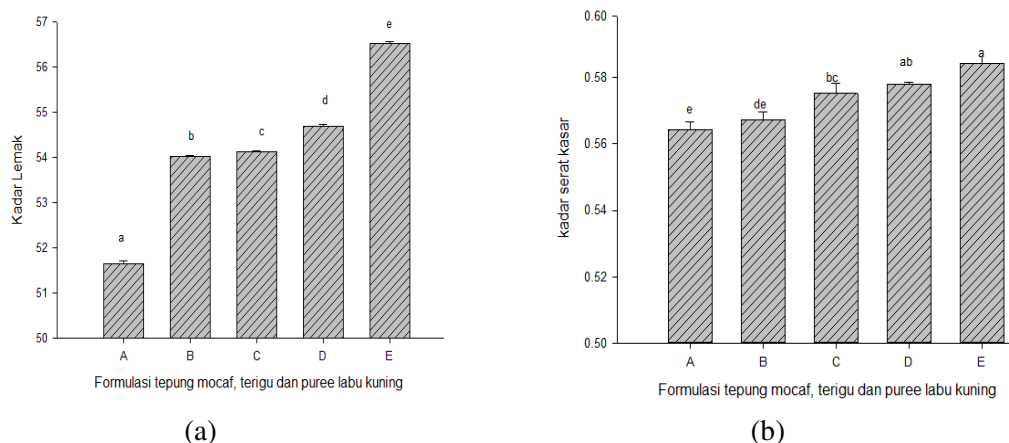 Kadar Lemak
57
56
55
54
53
52
51
50
a
b
c
d
e
A B C D E
Formulasi tepung mocaf, terigu dan puree labu kuning
(a)
kadar serat kasar
0.60
0.58
0.56
0.54
0.52
0.50
e
de
bc
ab
a
A B C D E
Formulasi tepung mocaf, terigu dan puree labu kuning
(b)